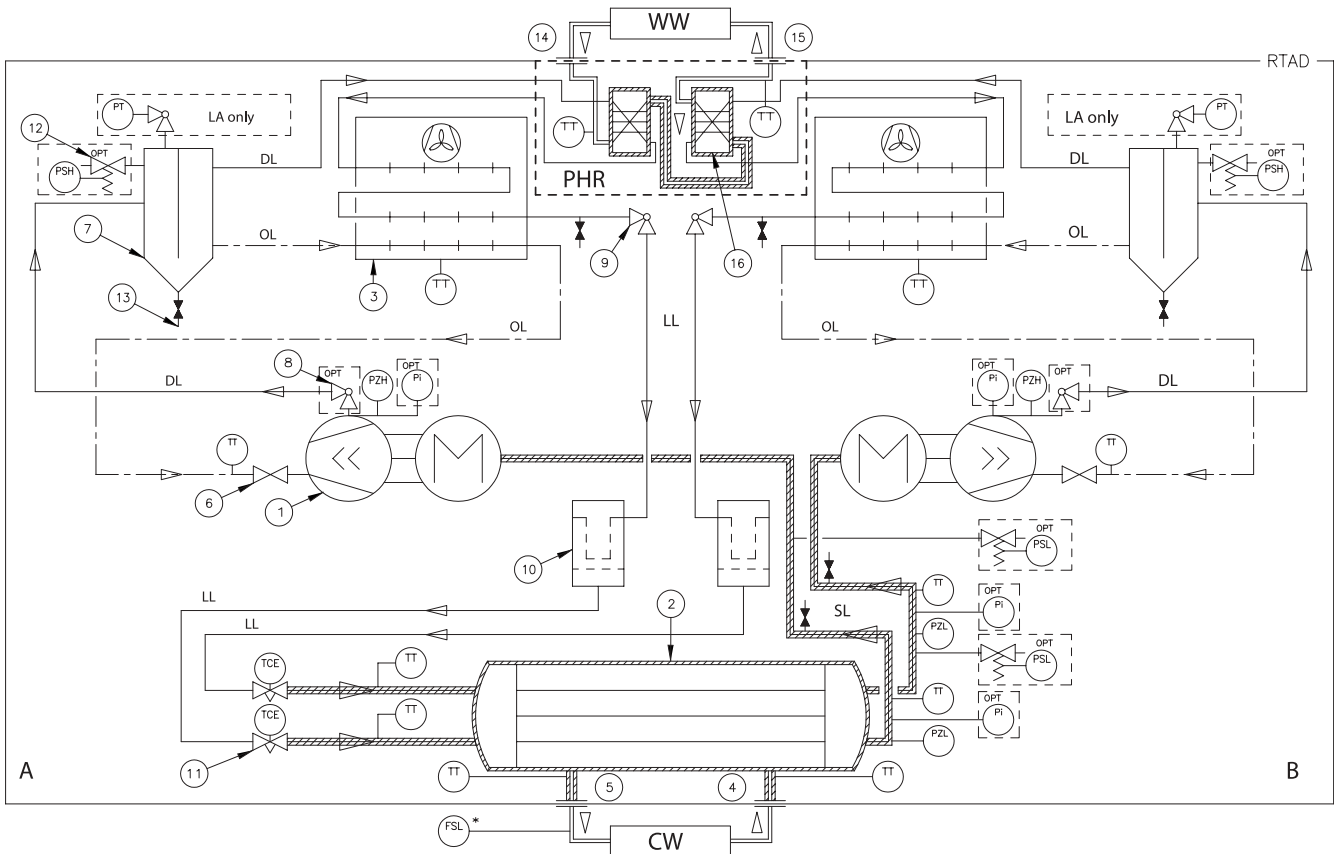 WW
14
15
RTAD
PT
LA only
LA only
PT
12
OPT
PSH
DL
TT
TT
DL
OPT
PSH
PHR
7
OL
OL
9
16
3
TT
TT
13
LL
OL
OL
8
OPT
PZH
OPT
Pi
OPT
Pi
PZH
OPT
DL
DL
TT
M
M
TT
6
1
OPT
PSL
10
LL
2
TT
OPT
Pi
SL
LL
PZL
OPT
PSL
TCE
TT
TT
OPT
Pi
TCE
TT
PZL
11
A
TT
5
4
TT
B
FSL *
CW